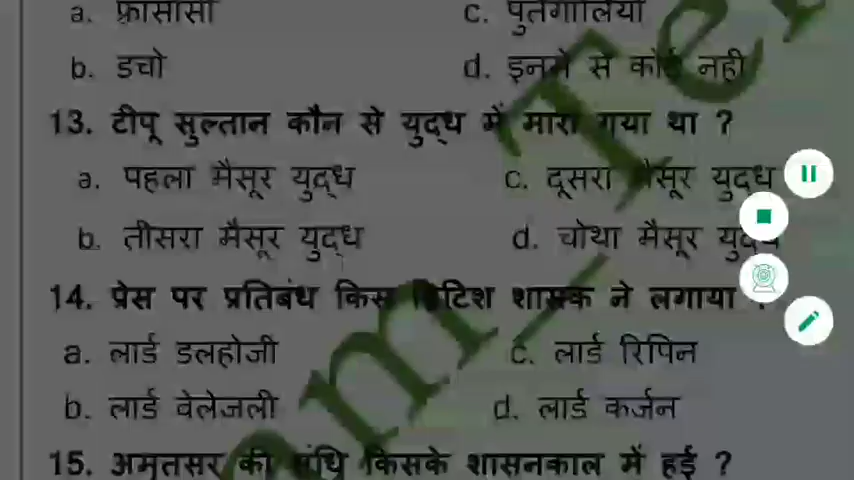 a. फ्रांसीसी c. पुर्तगालियों
b. डचो d. इनमे से कोई नही
13. टीपू सुल्तान कौन से युद्ध में मारा गया था ?
a. पहला मैसूर युद्ध c. दूसरा मैसूर युद्ध
b. तीसरा मैसूर युद्ध d. चोथा मैसूर युद्ध
14. प्रेस पर प्रतिबंध किस ब्रिटिश शासक ने लगाया ?
a. लार्ड डलहोजी c. लार्ड रिपिन
b. लार्ड वेलेजली d. लार्ड कर्जन
15. अमृतसर की संधि किसके शासनकाल में हुई ?